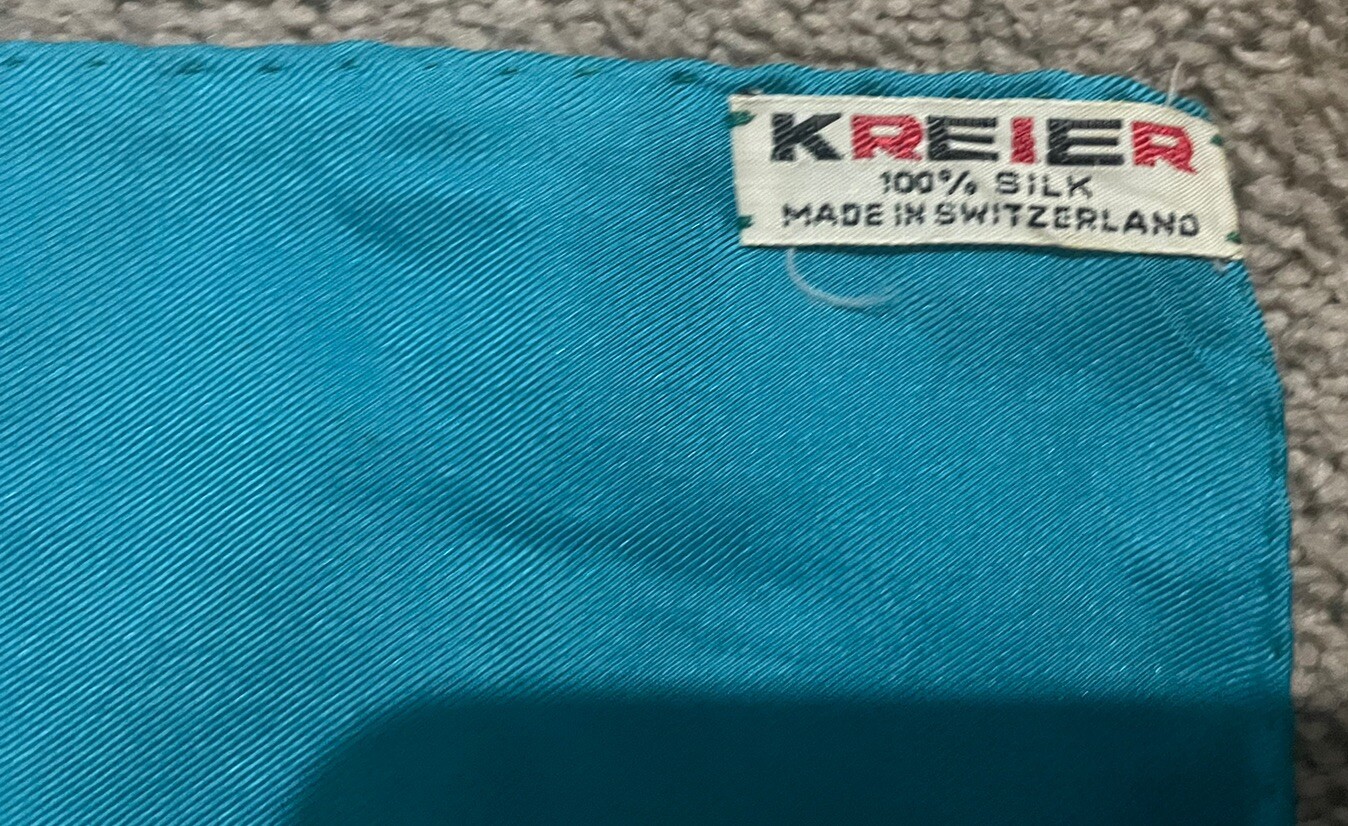 KREIER
100% SILK
MADE IN SWITZERLAND